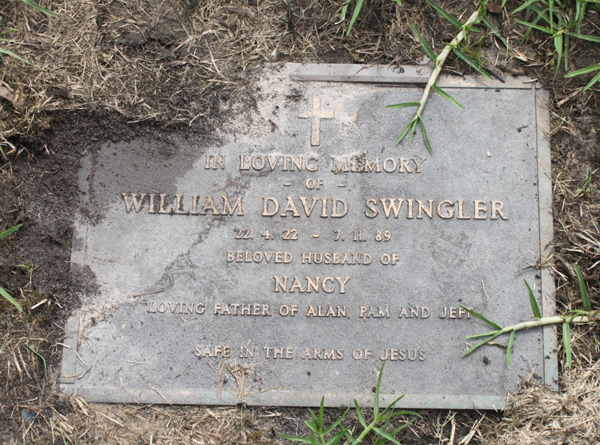 IN LOVING MEMORY
- OF -
WILLIAM DAVID SWINGLER
22. 4. 22 - 7. 11. 89
BELOVED HUSBAND OF
NANCY
LOVING FATHER OF ALAN, PAM AND JEFF
SAFE IN THE ARMS OF JESUS